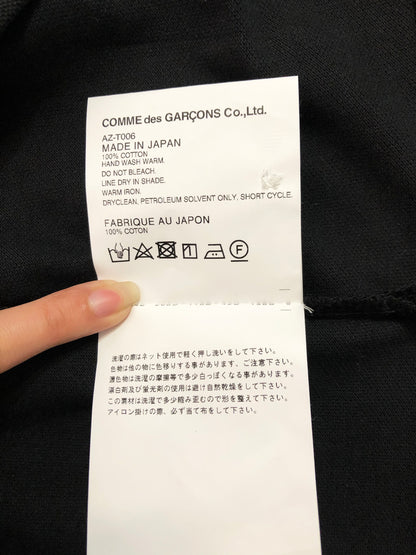 COMME des GARÇONS Co.,Ltd.
AZ-T006
MADE IN JAPAN
100% COTTON
HAND WASH WARM.
DO NOT BLEACH.
LINE DRY IN SHADE.
WARM IRON.
DRYCLEAN, PETROLEUM SOLVENT ONLY. SHORT CYCLE.
FABRIQUE AU JAPON
100% COTON
F
洗濯の際はネット使用で軽く押し洗いをして下さい。
色物は他の物に色移りする事があります。ご注意下さい。
濃色物は洗濯の摩擦等で多少白っぽくなる事があります。
漂白剤及び蛍光剤の使用は避け自然乾燥をして下さい。
この素材は洗濯で多少縮み歪むので形を整えて下さい。
アイロン掛けの際、必ず当て布をして下さい。